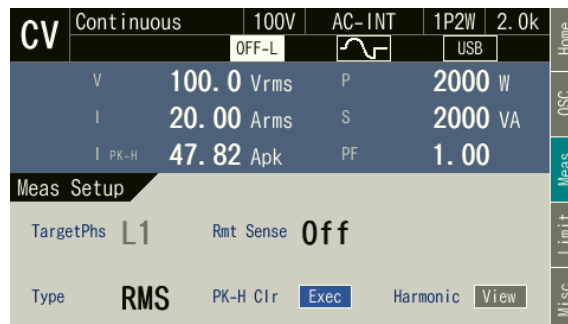 CV Continuous 100V AC-INT 1P2W 2.0k
OFF-L USB
V 100.0 Vrms P 2000 W
I 20.00 Arms S 2000 VA
I PK-H 47.82 Apk PF 1.00
Meas Setup
TargetPhs L1 Rmt Sense Off
Type RMS PK-H Clr Exec Harmonic View
Home
OSC
Meas
Limit
Misc